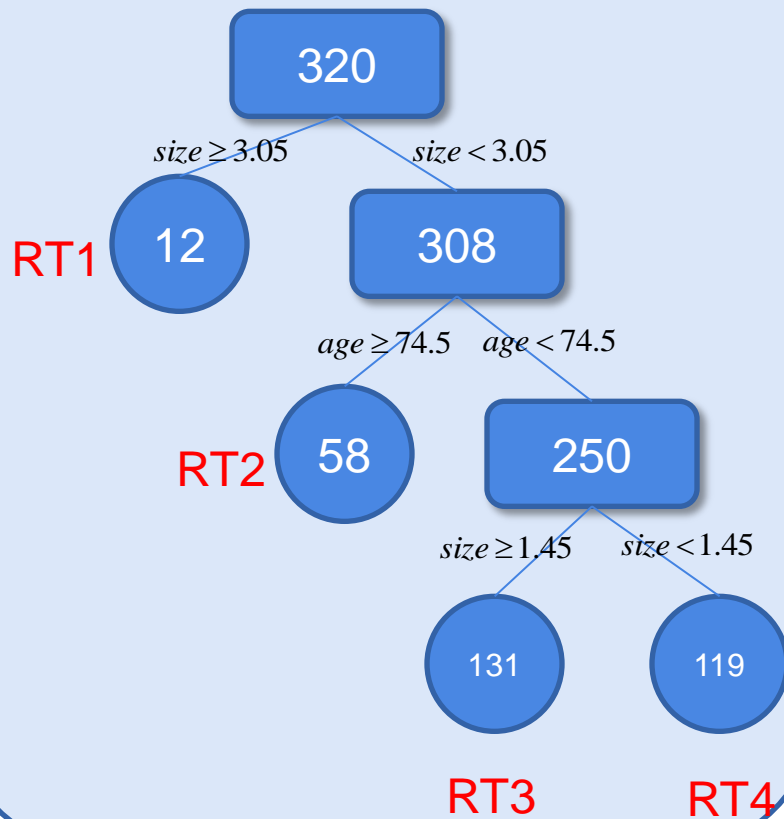 320
size ≥ 3.05 size < 3.05
RT1 12 308
age ≥ 74.5 age < 74.5
RT2 58 250
size ≥ 1.45 size < 1.45
131 119
RT3 RT4